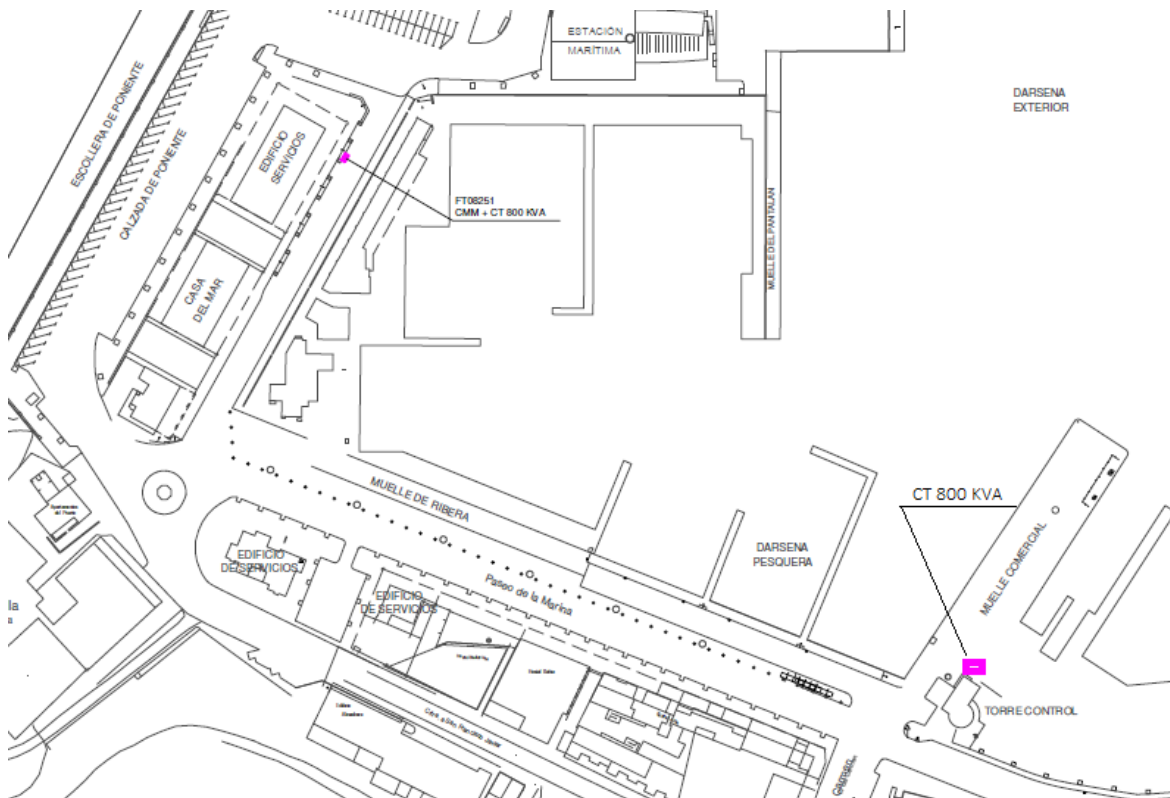 ESTACIÓN
MARÍTIMA
1
DARSENA
EXTERIOR
ESCOLLERA DE PONIENTE
CALZADA DE PONIENTE
EDIFICIO
SERVICIOS
FT08251
CMM + CT 800 KVA
MUELLE DEL PANTALAN
CASA
DEL MAR
MUELLE DE RIBERA
CT 800 KVA
MUELLE COMERCIAL
DARSENA
PESQUERA
EDIFICIO
DE SERVICIOS
Paseo de la Marina
EDIFICIO
DE SERVICIOS
lla
a
TORRE CONTROL